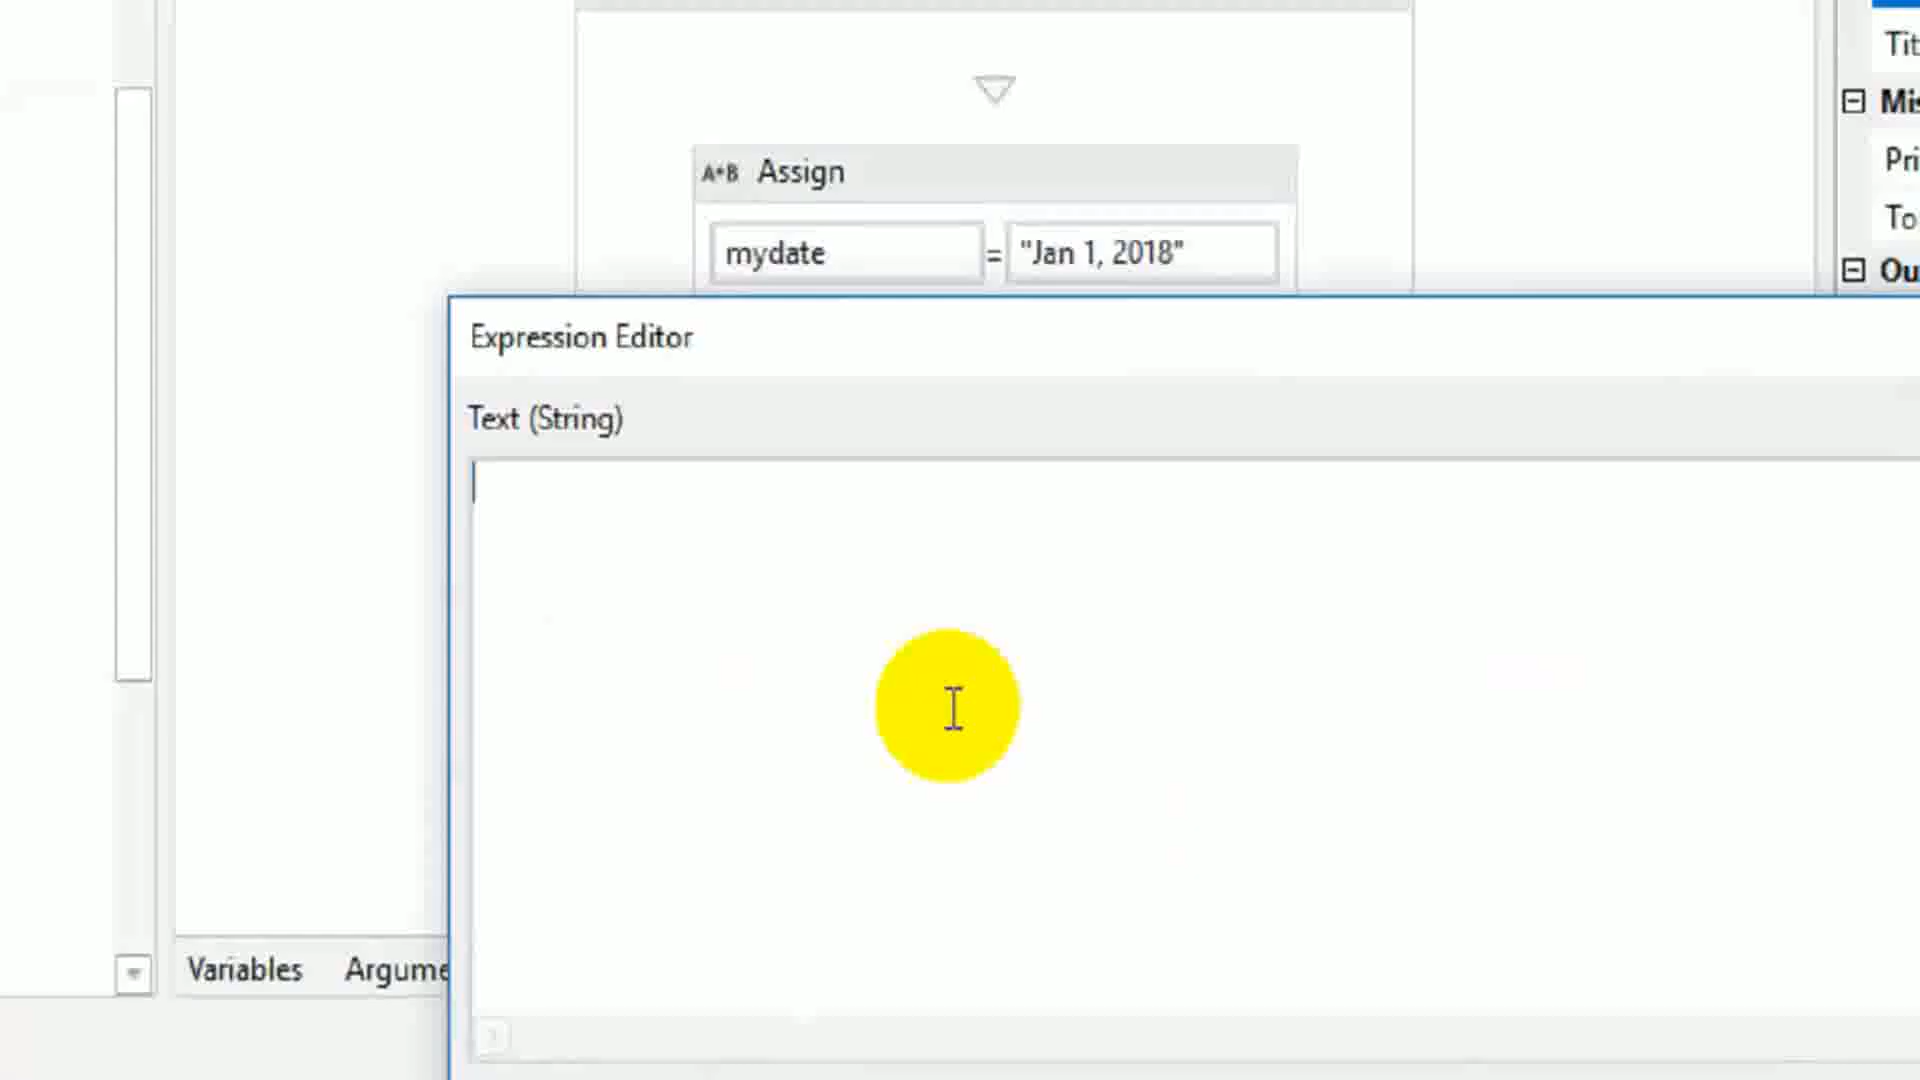 Tit
Mis
A+B Assign
Pri
To
mydate = "Jan 1, 2018"
Ou
Expression Editor
Text (String)
Variables Argume